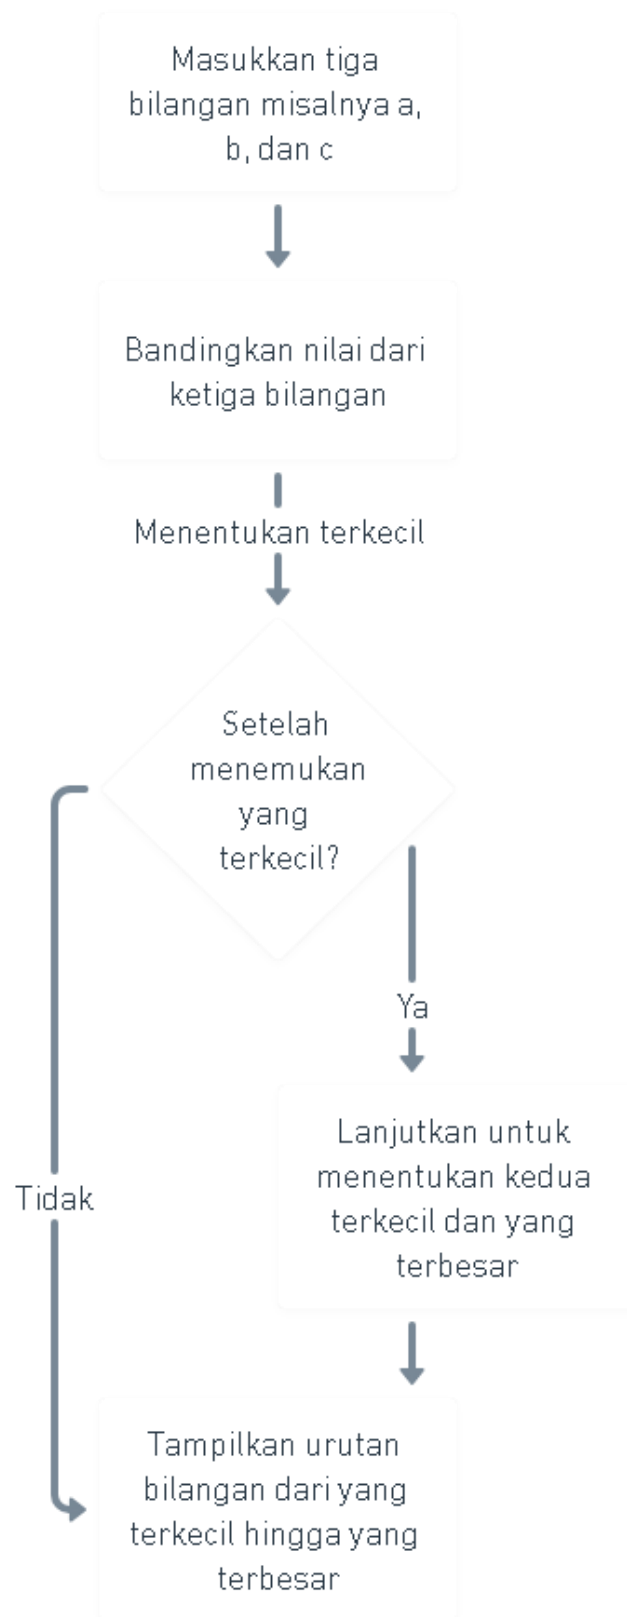 Masukkan tiga
bilangan misalnya a,
b, dan c
Bandingkan nilai dari
ketiga bilangan
Menentukan terkecil
Setelah
menemukan
yang
terkecil?
Ya
Lanjutkan untuk
menentukan kedua
terkecil dan yang
terbesar
Tidak
Tampilkan urutan
bilangan dari yang
terkecil hingga yang
terbesar